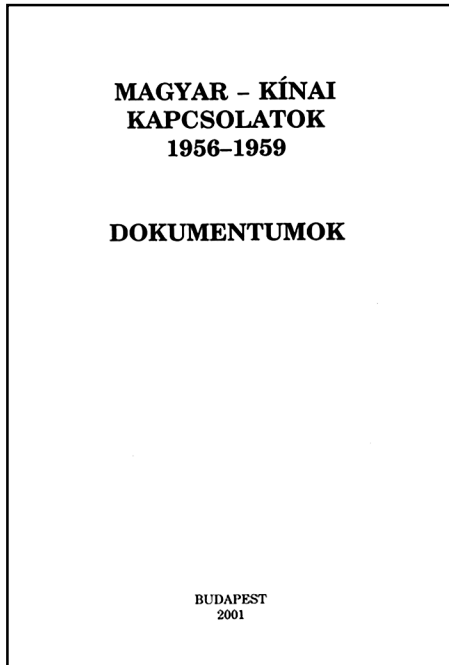 MAGYAR – KÍNAI
KAPCSOLATOK
1956–1959
DOKUMENTUMOK
BUDAPEST
2001